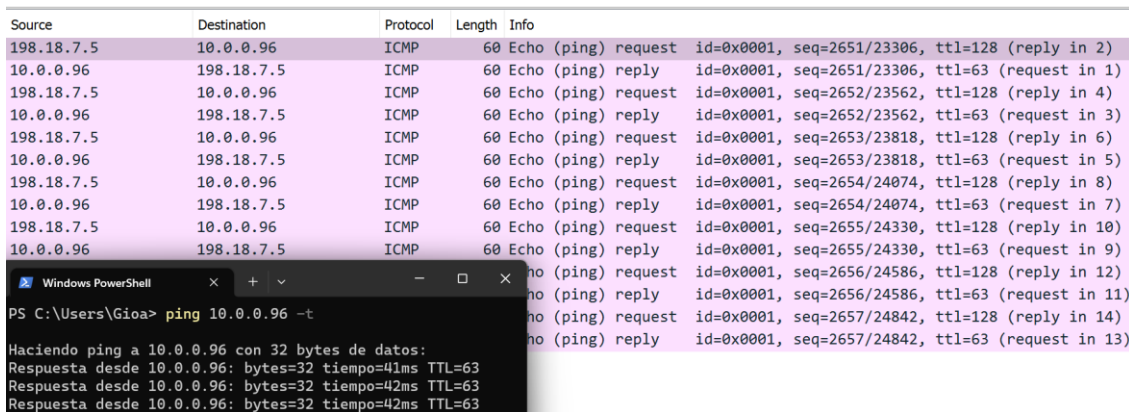 Source Destination Protocol Length Info
198.18.7.5 10.0.0.96 ICMP 60 Echo (ping) request id=0x0001, seq=2651/23306, ttl=128 (reply in 2)
10.0.0.96 198.18.7.5 ICMP 60 Echo (ping) reply id=0x0001, seq=2651/23306, ttl=63 (request in 1)
198.18.7.5 10.0.0.96 ICMP 60 Echo (ping) request id=0x0001, seq=2652/23562, ttl=128 (reply in 4)
10.0.0.96 198.18.7.5 ICMP 60 Echo (ping) reply id=0x0001, seq=2652/23562, ttl=63 (request in 3)
198.18.7.5 10.0.0.96 ICMP 60 Echo (ping) request id=0x0001, seq=2653/23818, ttl=128 (reply in 6)
10.0.0.96 198.18.7.5 ICMP 60 Echo (ping) reply id=0x0001, seq=2653/23818, ttl=63 (request in 5)
198.18.7.5 10.0.0.96 ICMP 60 Echo (ping) request id=0x0001, seq=2654/24074, ttl=128 (reply in 8)
10.0.0.96 198.18.7.5 ICMP 60 Echo (ping) reply id=0x0001, seq=2654/24074, ttl=63 (request in 7)
198.18.7.5 10.0.0.96 ICMP 60 Echo (ping) request id=0x0001, seq=2655/24330, ttl=128 (reply in 10)
10.0.0.96 198.18.7.5 ICMP 60 Echo (ping) reply id=0x0001, seq=2655/24330, ttl=63 (request in 9)
ho (ping) request id=0x0001, seq=2656/24586, ttl=128 (reply in 12)
ho (ping) reply id=0x0001, seq=2656/24586, ttl=63 (request in 11)
ho (ping) request id=0x0001, seq=2657/24842, ttl=128 (reply in 14)
ho (ping) reply id=0x0001, seq=2657/24842, ttl=63 (request in 13)
Windows PowerShell
PS C:\Users\Gioa> ping 10.0.0.96 -t
Haciendo ping a 10.0.0.96 con 32 bytes de datos:
Respuesta desde 10.0.0.96: bytes=32 tiempo=41ms TTL=63
Respuesta desde 10.0.0.96: bytes=32 tiempo=42ms TTL=63
Respuesta desde 10.0.0.96: bytes=32 tiempo=42ms TTL=63